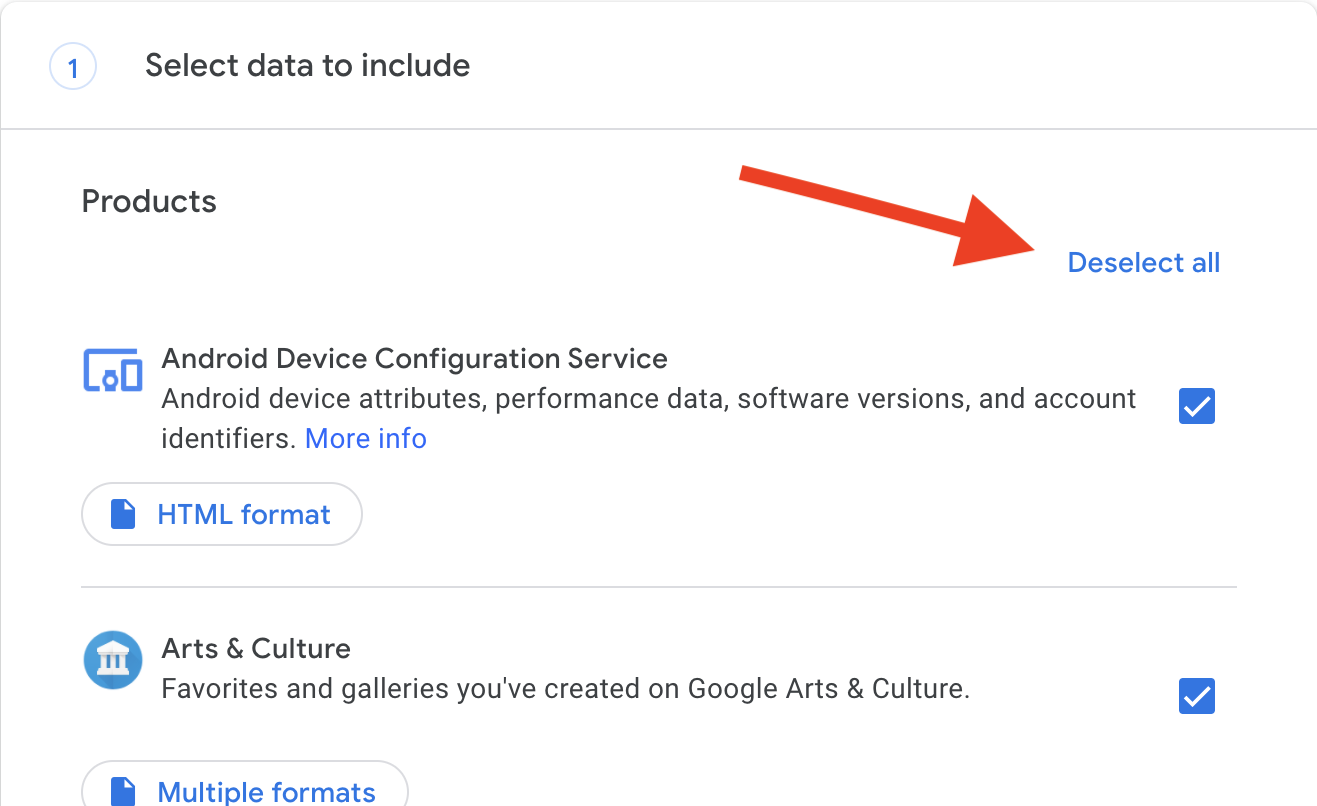 1
Select data to include
Products
Deselect all
Android Device Configuration Service
Android device attributes, performance data, software versions, and account
identifiers. More info
HTML format
Arts & Culture
Favorites and galleries you've created on Google Arts & Culture.
Multiple formats